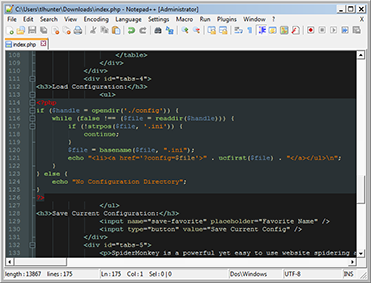 C:\Users\tlhunter\Downloads\index.php - Notepad++ [Administrator]
File Edit Search View Encoding Language Settings Macro Run Plugins Window ? X
index.php
108 </table>
109 </div>
110 </div>
111 <div id="tabs-4">
112 <h3>Load Configuration:</h3>
113 <ul>
114 <?php
115 if ($handle = opendir('./config')) {
116 while (false !== ($file = readdir($handle))) {
117 if (!strpos($file, '.ini')) {
118 continue;
119 }
120 $file = basename($file, ".ini");
121 echo "<li><a href='?config=$file'>" . ucfirst($file) . "</a></ul>\n";
122 }
123 } else {
124 echo "No Configuration Directory";
125 }
126 ?>
127 </ul>
128 <h3>Save Current Configuration:</h3>
129 <input name="save-favorite" placeholder="Favorite Name" />
130 <input type="button" value="Save Current Config" />
131 </div>
132 <div id="tabs-5">
133 <p>SpiderMonkey is a powerful yet easy to use website spidering
length : 13867 lines : 175 Ln : 175 Col : 1 Sel : 0 | 0 Dos\Windows UTF-8 INS